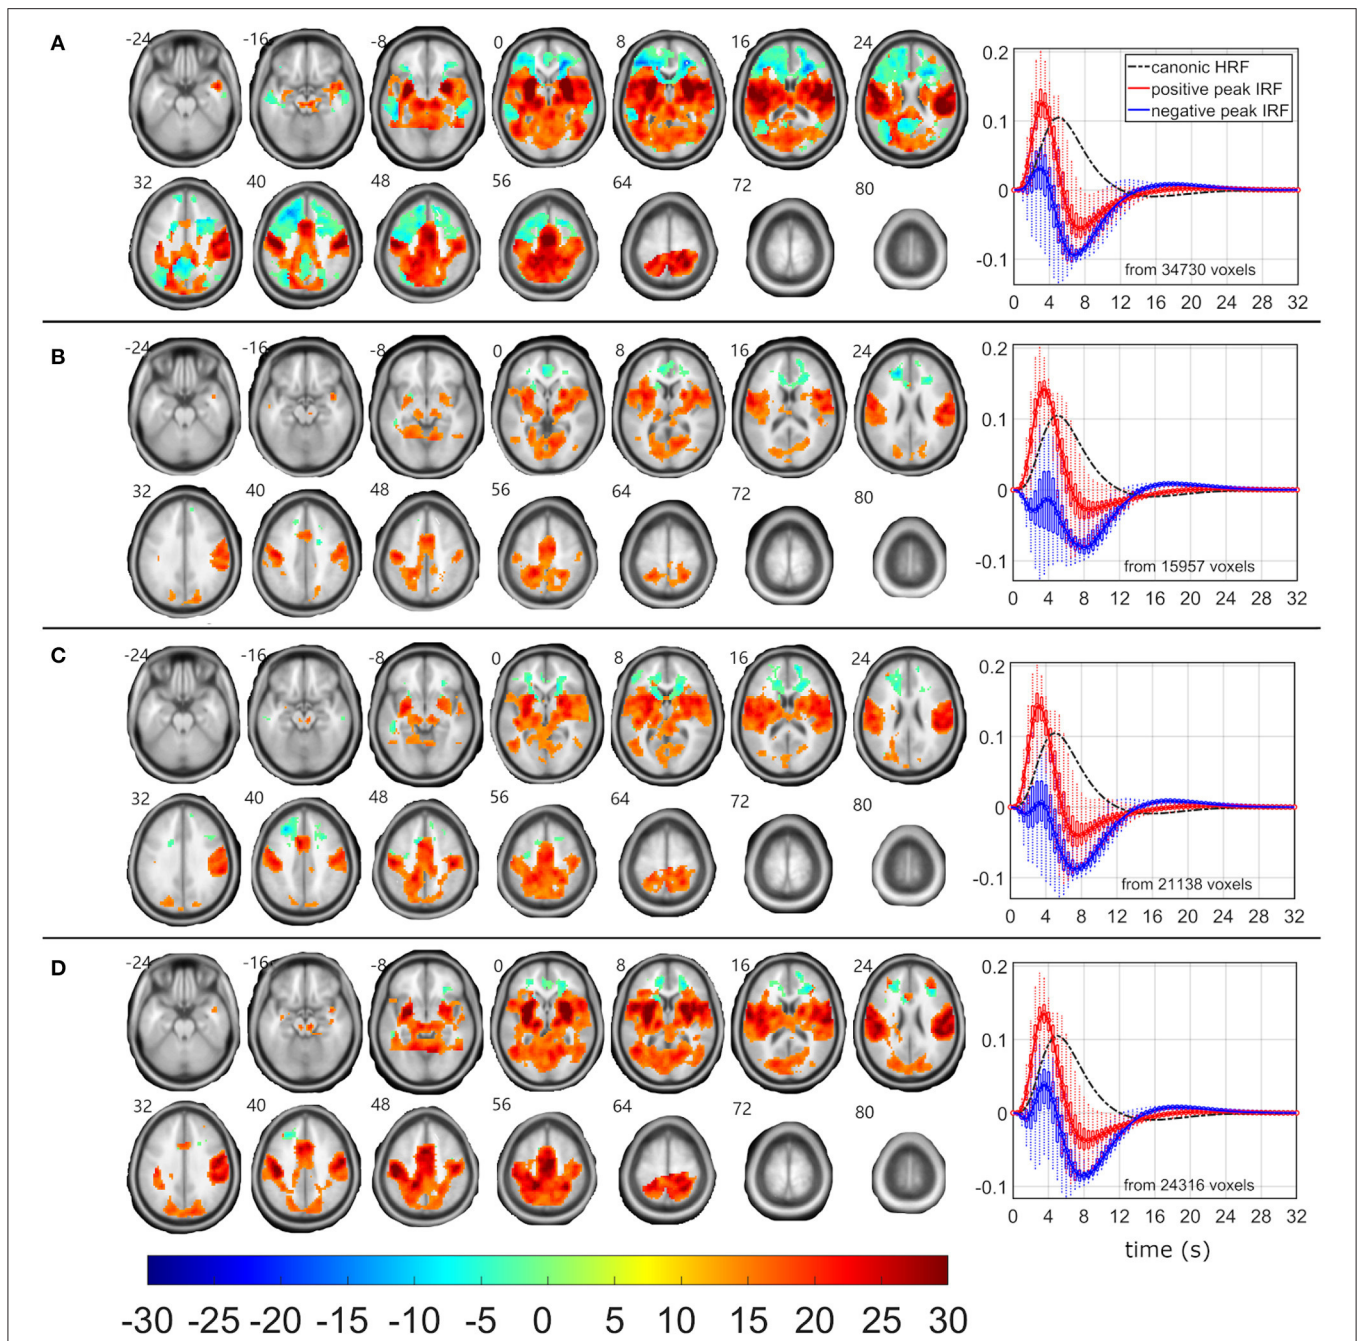 A
-24 -16 -8 0 8 16 24
32 40 48 56 64 72 80
0.2
0.1
0
-0.1
canonic HRF
positive peak IRF
negative peak IRF
from 34730 voxels
0 4 8 12 16 20 24 28 32
B
-24 -16 -8 0 8 16 24
32 40 48 56 64 72 80
0.2
0.1
0
-0.1
from 15957 voxels
0 4 8 12 16 20 24 28 32
C
-24 -16 -8 0 8 16 24
32 40 48 56 64 72 80
0.2
0.1
0
-0.1
from 21138 voxels
0 4 8 12 16 20 24 28 32
D
-24 -16 -8 0 8 16 24
32 40 48 56 64 72 80
0.2
0.1
0
-0.1
from 24316 voxels
0 4 8 12 16 20 24 28 32
time (s)
-30 -25 -20 -15 -10 -5 0 5 10 15 20 25 30